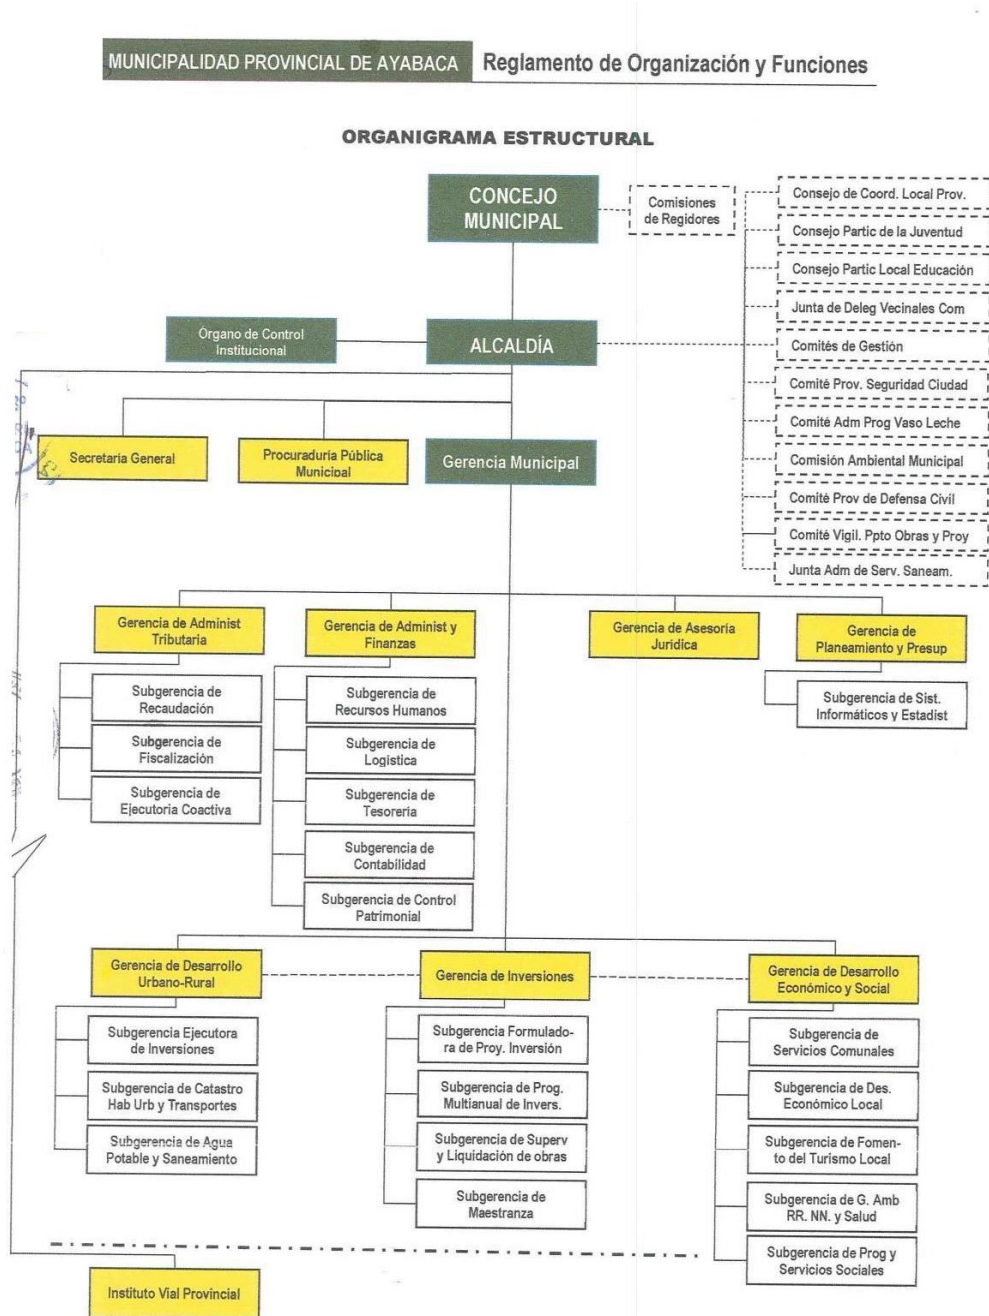 MUNICIPALIDAD PROVINCIAL DE AYABACA
Reglamento de Organización y Funciones
ORGANIGRAMA ESTRUCTURAL
CONCEJO
MUNICIPAL
Comisiones
de Regidores
Consejo de Coord. Local Prov.
Consejo Partic de la Juventud
Consejo Partic Local Educación
Junta de Deleg Vecinales Com
Comités de Gestión
Comité Prov. Seguridad Ciudad
Comité Adm Prog Vaso Leche
Comisión Ambiental Municipal
Comité Prov de Defensa Civil
Comité Vigil. Ppto Obras y Proy
Junta Adm de Serv. Saneam.
Órgano de Control
Institucional
ALCALDÍA
Secretaria General
Procuraduría Pública
Municipal
Gerencia Municipal
Gerencia de Administ
Tributaria
Subgerencia de
Recaudación
Subgerencia de
Fiscalización
Subgerencia de
Ejecutoria Coactiva
Gerencia de Administ y
Finanzas
Subgerencia de
Recursos Humanos
Subgerencia de
Logística
Subgerencia de
Tesorería
Subgerencia de
Contabilidad
Subgerencia de Control
Patrimonial
Gerencia de Asesoría
Jurídica
Gerencia de
Planeamiento y Presup
Subgerencia de Sist.
Informáticos y Estadist
Gerencia de Desarrollo
Urbano-Rural
Subgerencia Ejecutora
de Inversiones
Subgerencia de Catastro
Hab Urb y Transportes
Subgerencia de Agua
Potable y Saneamiento
Gerencia de Inversiones
Subgerencia Formulado-
ra de Proy. Inversión
Subgerencia de Prog.
Multianual de Invers.
Subgerencia de Superv
y Liquidación de obras
Subgerencia de
Maestranza
Gerencia de Desarrollo
Económico y Social
Subgerencia de
Servicios Comunales
Subgerencia de Des.
Económico Local
Subgerencia de Fomen-
to del Turismo Local
Subgerencia de G. Amb
RR. NN. y Salud
Subgerencia de Prog y
Servicios Sociales
Instituto Vial Provincial